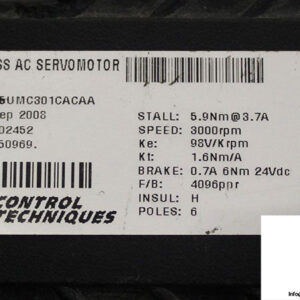 SS AC SERVOMOTOR
5UMC301CACAA
ep 2008
02452
50969.
CONTROL
TECHNIQUES
STALL: 5.9Nm@3.7A
SPEED: 3000rpm
Ke: 98V/Krpm
Kt: 1.6Nm/A
BRAKE: 0.7A 6Nm 24Vdc
F/B: 4096ppr
INSUL: H
POLES: 6